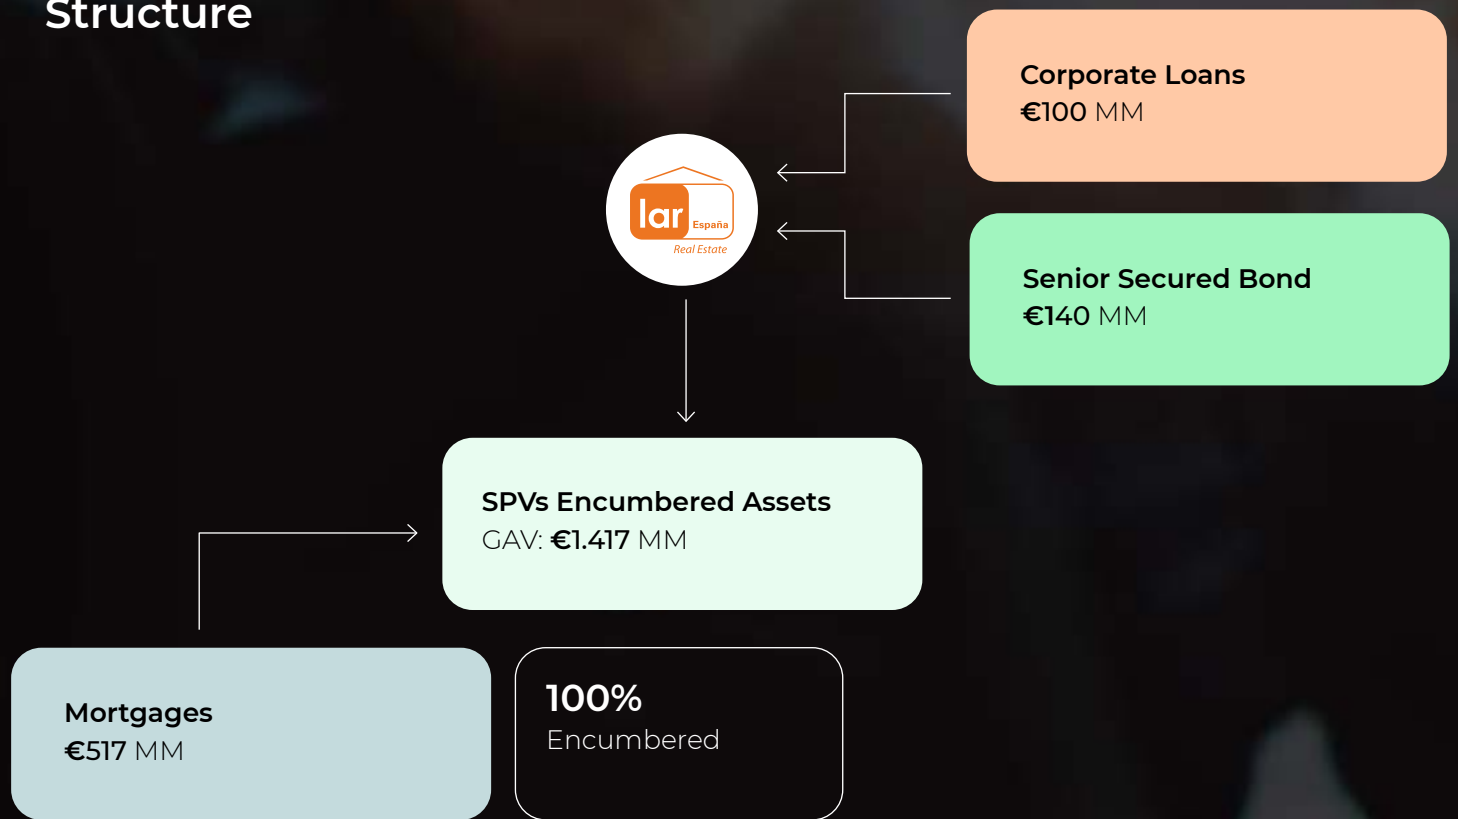 Structure
Corporate Loans
€100 MM
lar
España
Real Estate
Senior Secured Bond
€140 MM
SPVs Encumbered Assets
GAV: €1.417 MM
Mortgages
€517 MM
100%
Encumbered